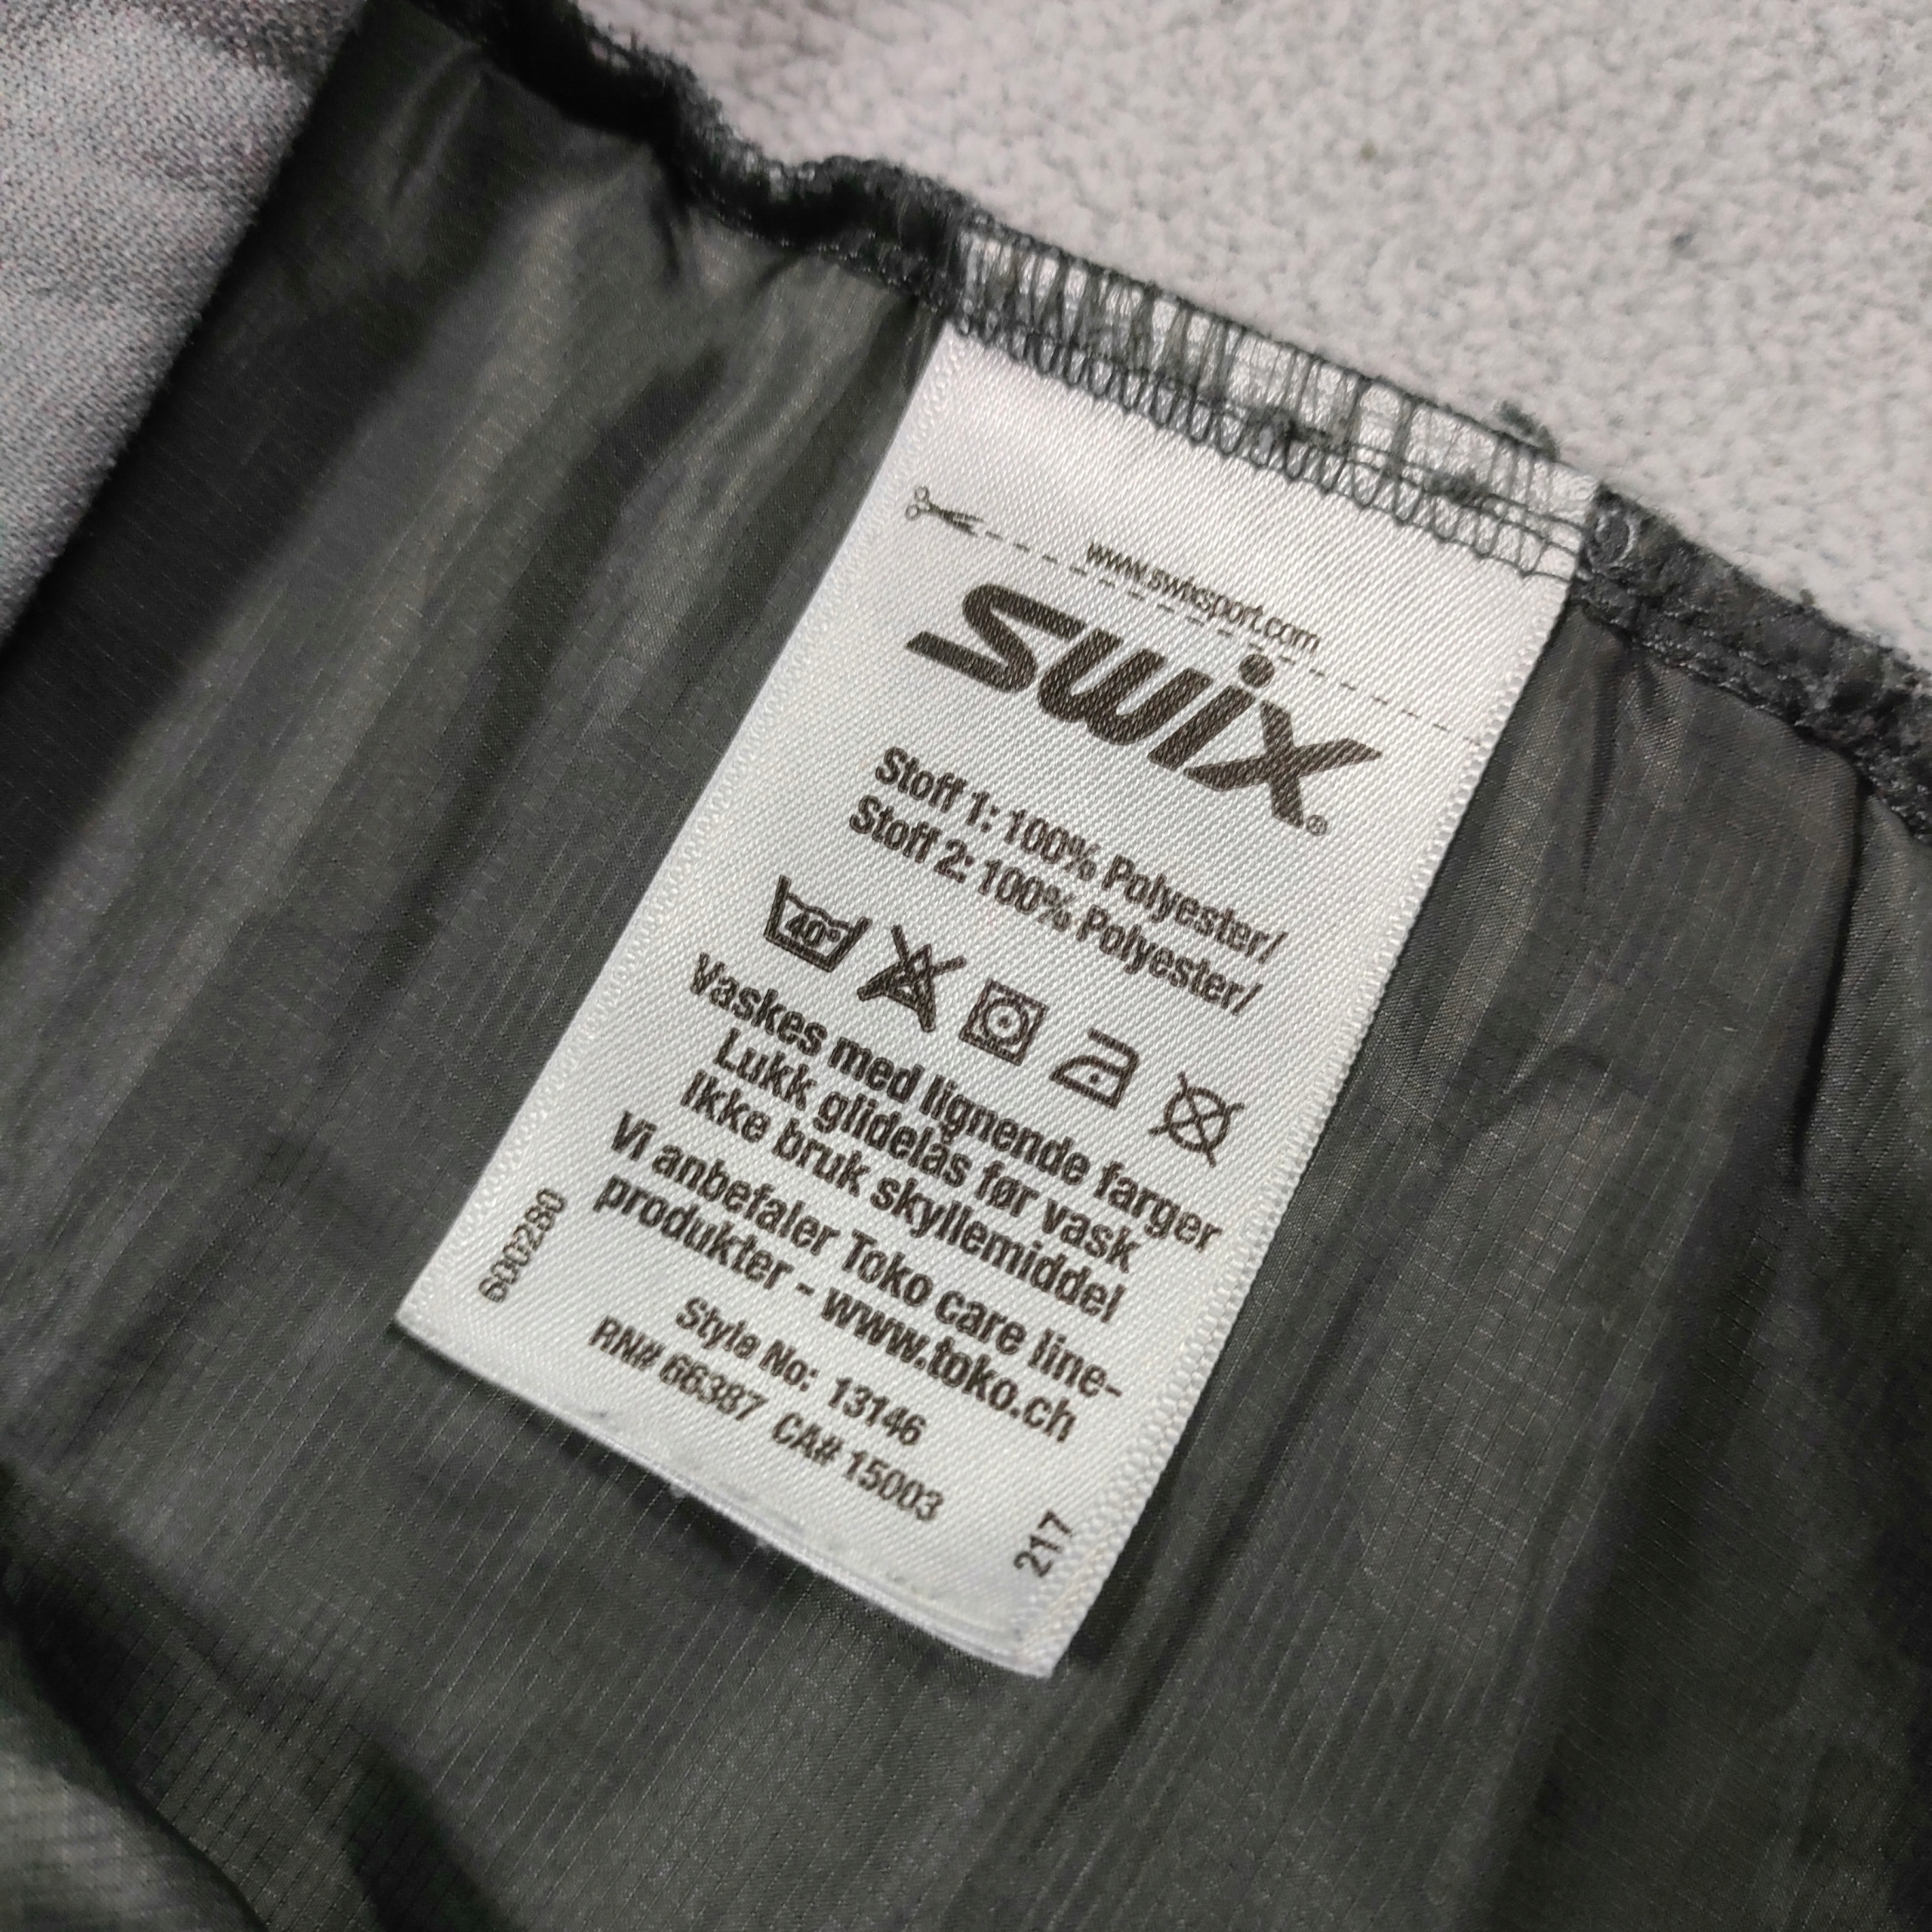 www.swixsport.com
swix®
Stoff 1: 100% Polyester/
Stoff 2: 100% Polyester/
40°
Vaskes med lignende farger
Lukk glidelås før vask
Ikke bruk skyllemiddel
Vi anbefaler Toko care line-
produkter - www.toko.ch
Style No: 13146
RN# 66387 CA# 15003
6000280
217